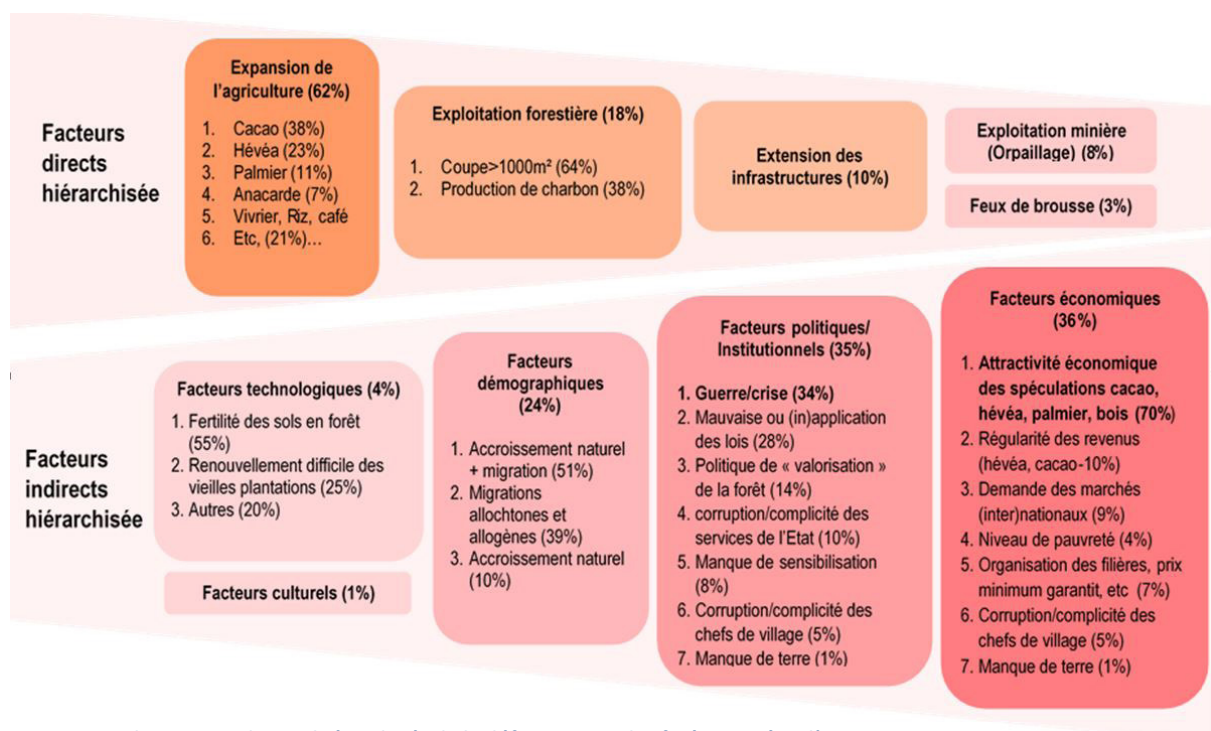 Facteurs
directs
hiérarchisée
Expansion de
l'agriculture (62%)
1. Cacao (38%)
2. Hévéa (23%)
3. Palmier (11%)
4. Anacarde (7%)
5. Vivrier, Riz, café
6. Etc, (21%)...
Exploitation forestière (18%)
1. Coupe>1000m² (64%)
2. Production de charbon (38%)
Extension des
infrastructures (10%)
Exploitation minière
(Orpaillage) (8%)
Feux de brousse (3%)
Facteurs
indirects
hiérarchisée
Facteurs technologiques (4%)
1. Fertilité des sols en forêt
(55%)
2. Renouvellement difficile des
vieilles plantations (25%)
3. Autres (20%)
Facteurs culturels (1%)
Facteurs
démographiques
(24%)
1. Accroissement naturel
+ migration (51%)
2. Migrations
allochtones et
allogènes (39%)
3. Accroissement naturel
(10%)
Facteurs politiques/
Institutionnels (35%)
1. Guerre/crise (34%)
2. Mauvaise ou (in)application
des lois (28%)
3. Politique de « valorisation »
de la forêt (14%)
4. corruption/complicité des
services de l'Etat (10%)
5. Manque de sensibilisation
(8%)
6. Corruption/complicité des
chefs de village (5%)
7. Manque de terre (1%)
Facteurs économiques
(36%)
1. Attractivité économique
des spéculations cacao,
hévéa, palmier, bois (70%)
2. Régularité des revenus
(hévéa, cacao-10%)
3. Demande des marchés
(inter)nationaux (9%)
4. Niveau de pauvreté (4%)
5. Organisation des filières, prix
minimum garantit, etc (7%)
6. Corruption/complicité des
chefs de village (5%)
7. Manque de terre (1%)